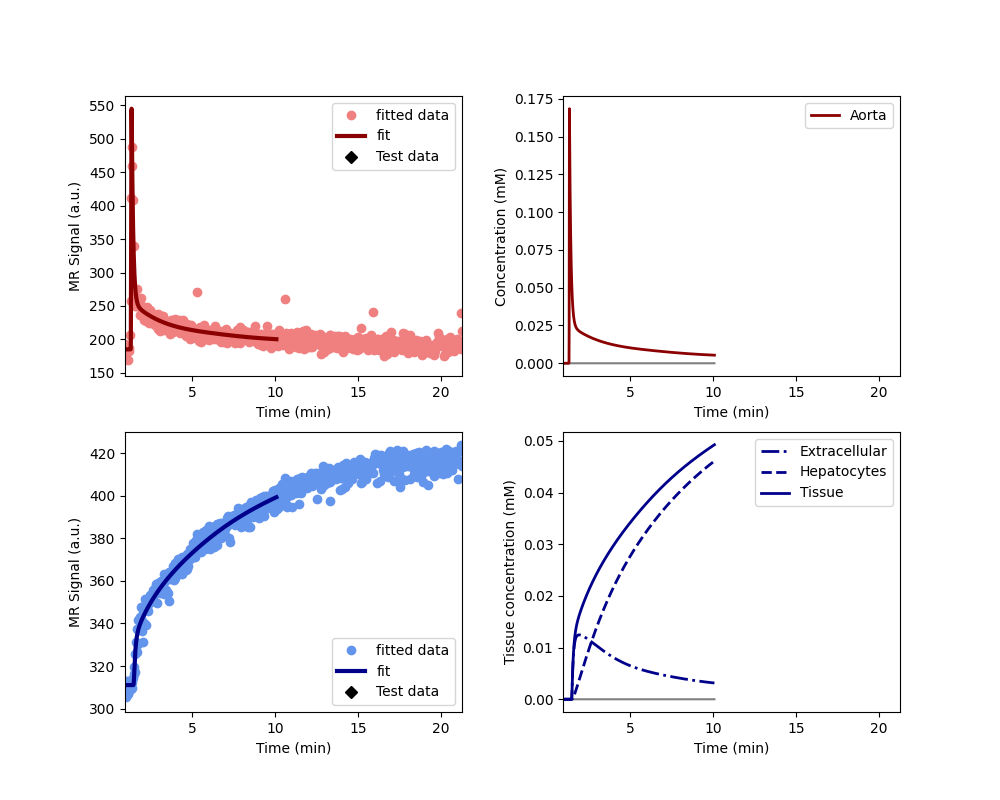 550
500
450
400
350
300
250
200
150
MR Signal (a.u.)
5
10
15
20
Time (min)
fitted data
fit
Test data
0.175
0.150
0.125
0.100
0.075
0.050
0.025
0.000
Concentration (mM)
5
10
15
20
Time (min)
Aorta
420
400
380
360
340
320
300
MR Signal (a.u.)
5
10
15
20
Time (min)
fitted data
fit
Test data
0.05
0.04
0.03
0.02
0.01
0.00
Tissue concentration (mM)
5
10
15
20
Time (min)
Extracellular
Hepatocytes
Tissue